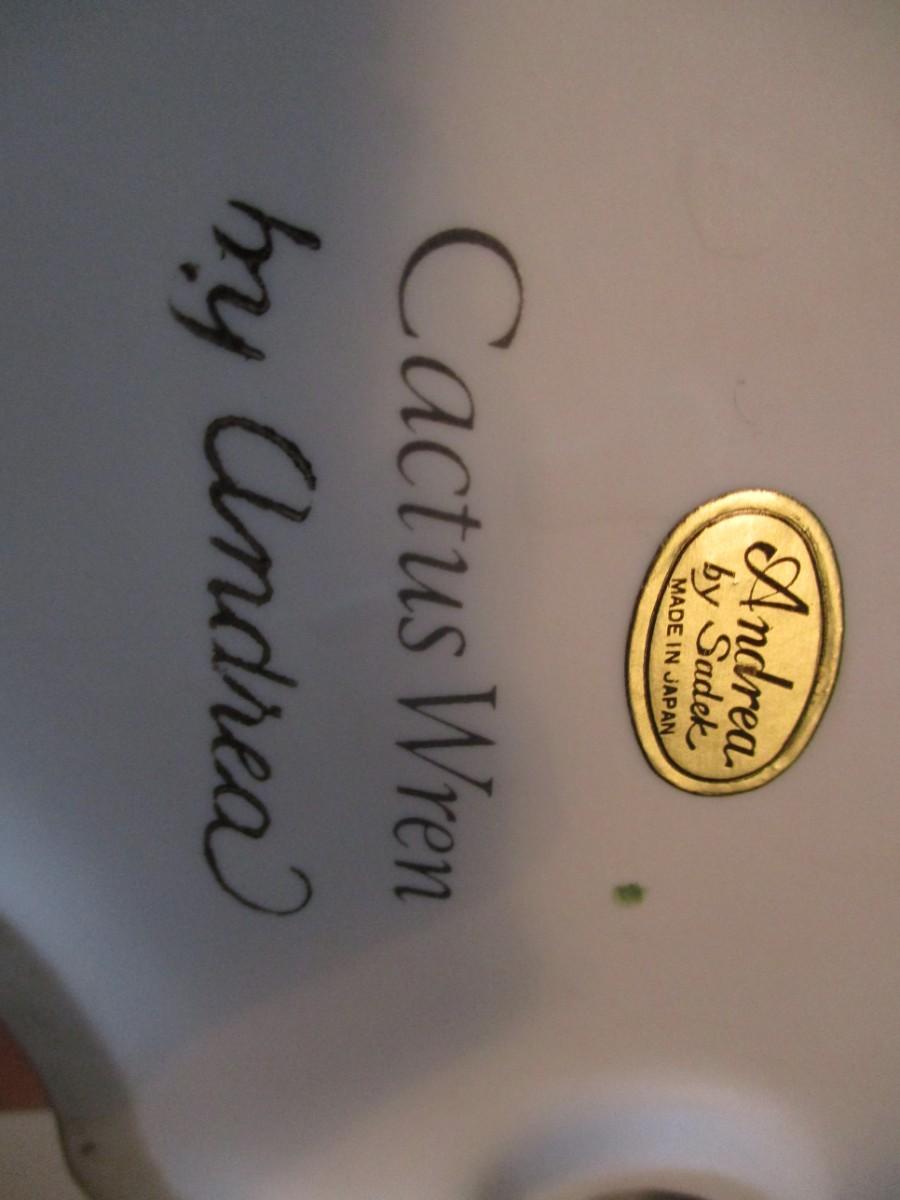 Andrea
by Sadek
MADE IN JAPAN
Cactus Wren
by Andrea